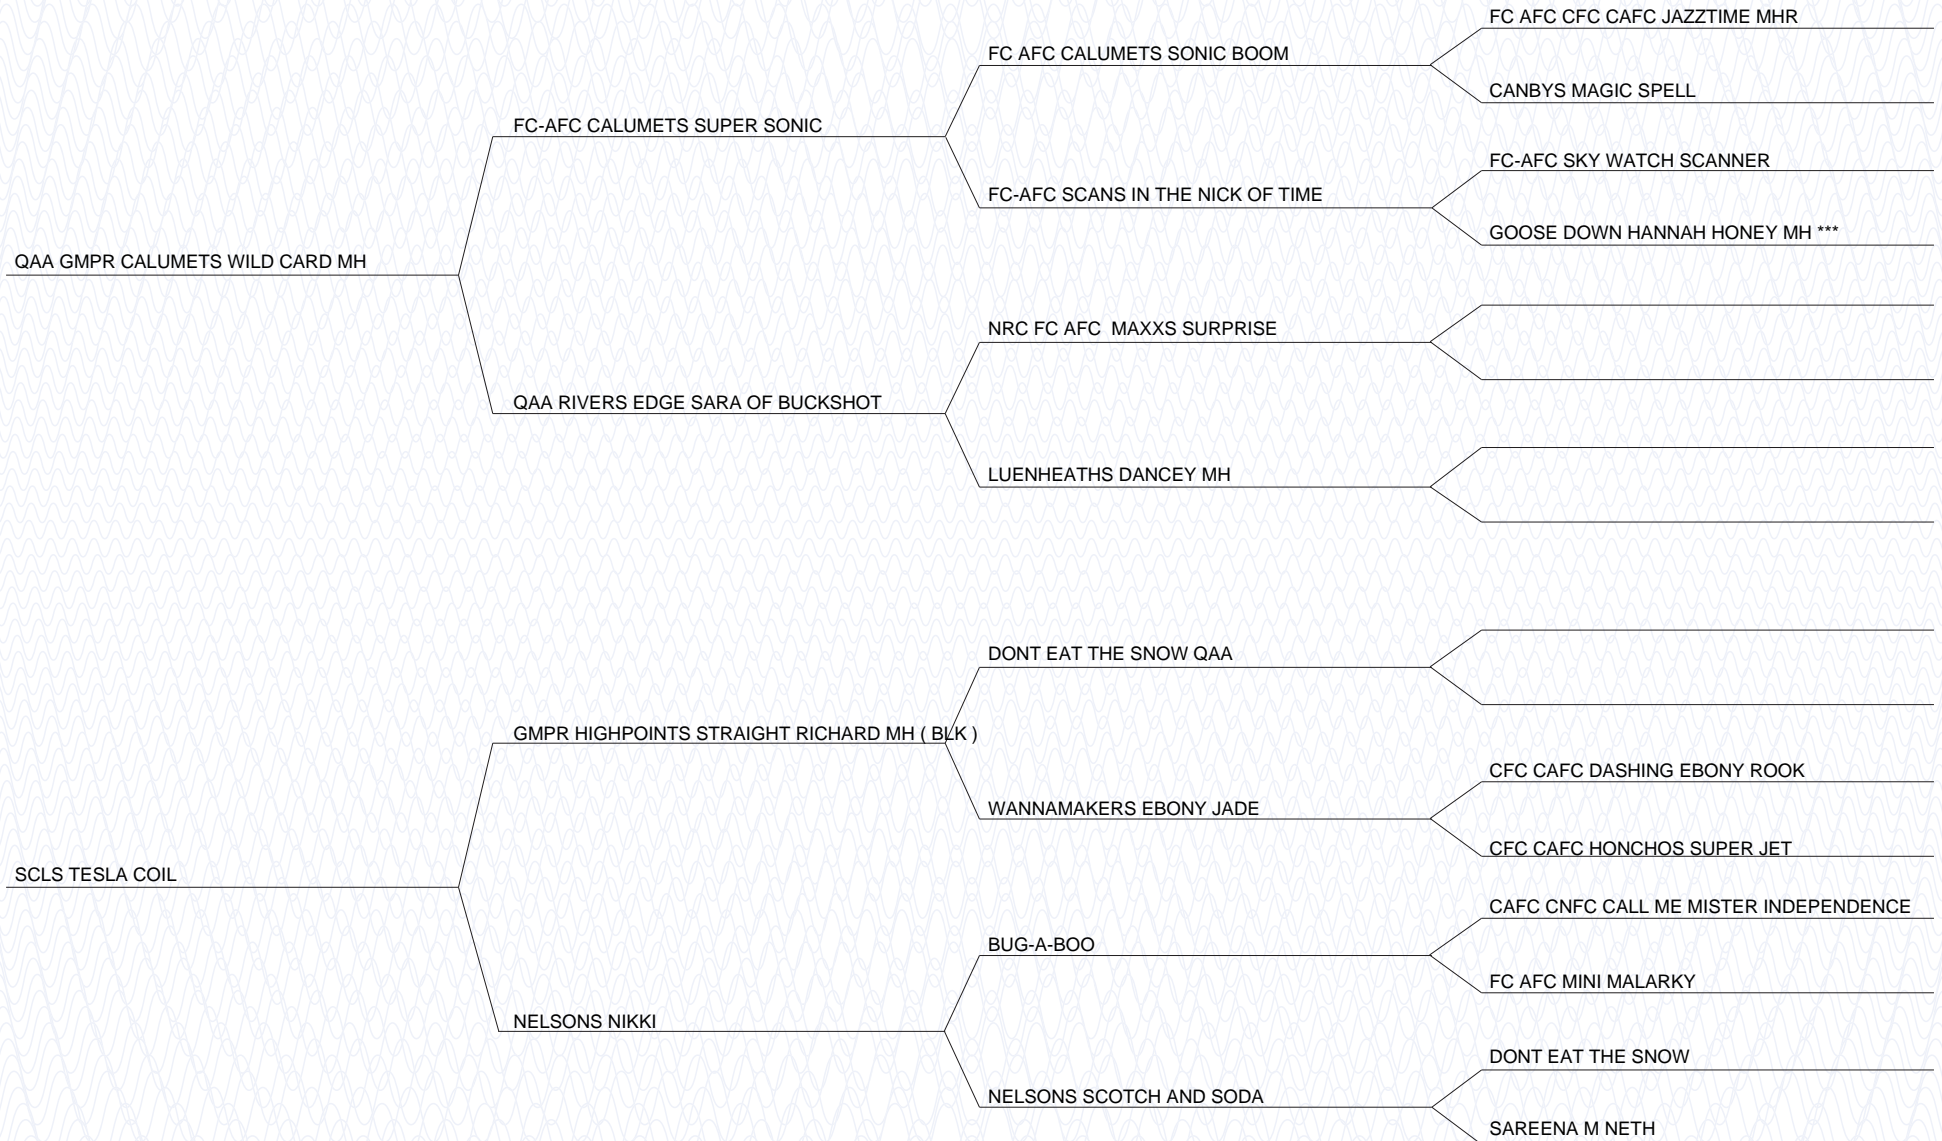 FC AFC CFC CAFC JAZZTIME MHR
FC AFC CALUMETS SONIC BOOM
CANBYS MAGIC SPELL
FC-AFC CALUMETS SUPER SONIC
FC-AFC SKY WATCH SCANNER
FC-AFC SCANS IN THE NICK OF TIME
GOOSE DOWN HANNAH HONEY MH ***
QAA GMPR CALUMETS WILD CARD MH
NRC FC AFC  MAXXS SURPRISE
QAA RIVERS EDGE SARA OF BUCKSHOT
LUENHEATHS DANCEY MH
DONT EAT THE SNOW QAA
GMPR HIGHPOINTS STRAIGHT RICHARD MH ( BLK )
CFC CAFC DASHING EBONY ROOK
WANNAMAKERS EBONY JADE
CFC CAFC HONCHOS SUPER JET
SCLS TESLA COIL
CAFC CNFC CALL ME MISTER INDEPENDENCE
BUG-A-BOO
FC AFC MINI MALARKY
NELSONS NIKKI
DONT EAT THE SNOW
NELSONS SCOTCH AND SODA
SAREENA M NETH